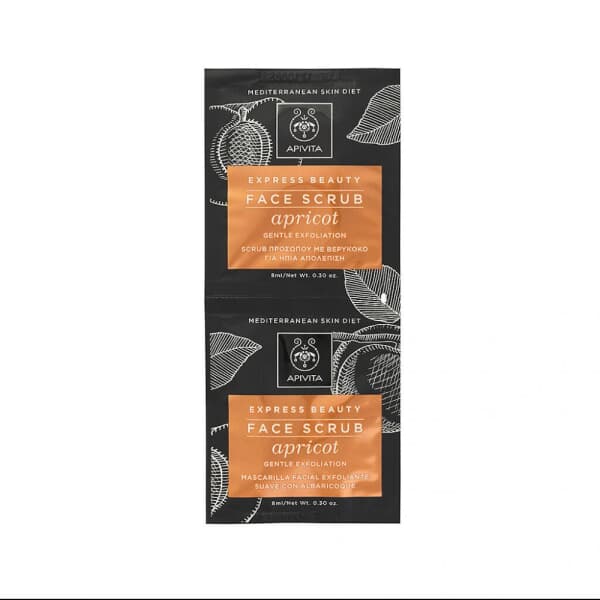 MEDITERRANEAN SKIN DIET
APIVITA
EXPRESS BEAUTY
FACE SCRUB
apricot
GENTLE EXFOLIATION
SCRUB ΠΡΟΣΩΠΟΥ ΜΕ ΒΕΡΥΚΟΚΟ
ΓΙΑ ΗΠΙΑ ΑΠΟΛΕΠΙΣΗ
8ml/Net Wt. 0.30 oz.
MEDITERRANEAN SKIN DIET
APIVITA
EXPRESS BEAUTY
FACE SCRUB
apricot
GENTLE EXFOLIATION
MASCARILLA FACIAL EXFOLIANTE
SUAVE CON ALBARICOQUE
8ml/Net Wt. 0.30 oz.